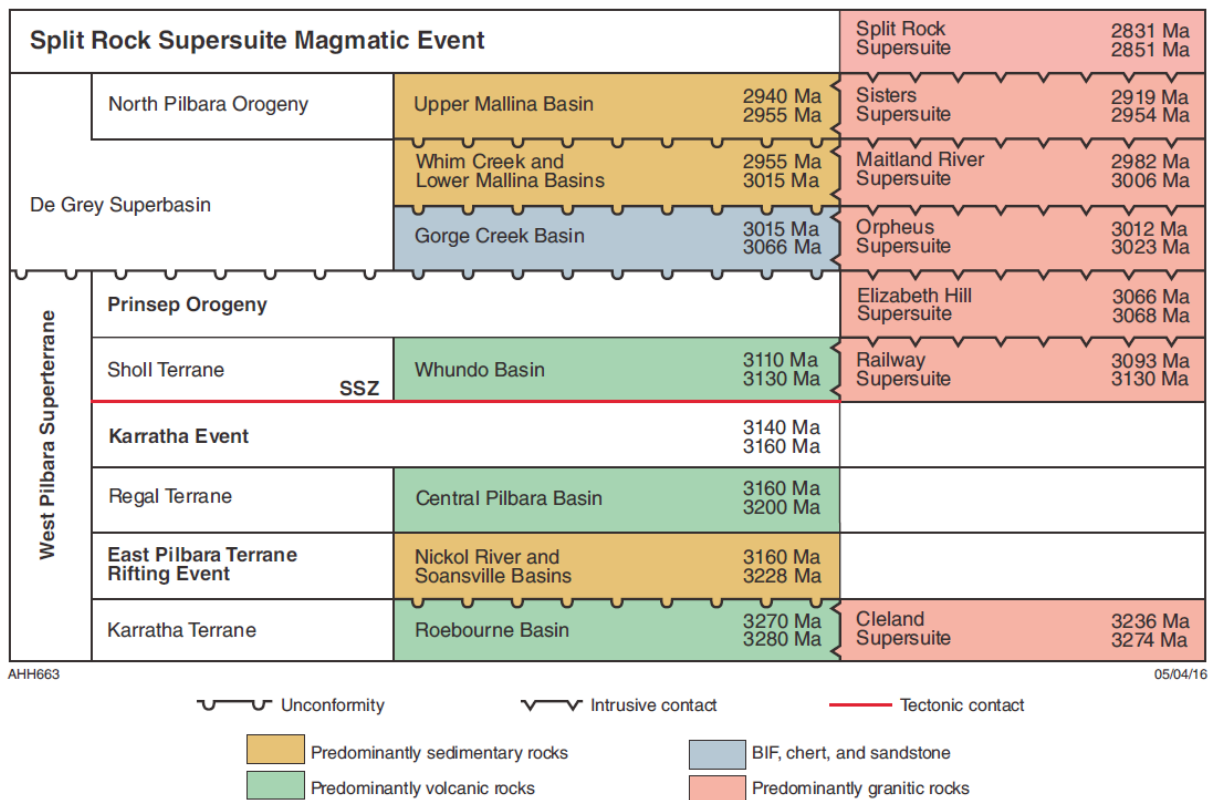 Split Rock Supersuite Magmatic Event
Split Rock
Supersuite
2831 Ma
2851 Ma
North Pilbara Orogeny
Upper Mallina Basin
2940 Ma
2955 Ma
Sisters
Supersuite
2919 Ma
2954 Ma
De Grey Superbasin
Whim Creek and
Lower Mallina Basins
2955 Ma
3015 Ma
Maitland River
Supersuite
2982 Ma
3006 Ma
Gorge Creek Basin
3015 Ma
3066 Ma
Orpheus
Supersuite
3012 Ma
3023 Ma
West Pilbara Superterrane
Prinsep Orogeny
Elizabeth Hill
Supersuite
3066 Ma
3068 Ma
Sholl Terrane
SSZ
Whundo Basin
3110 Ma
3130 Ma
Railway
Supersuite
3093 Ma
3130 Ma
Karratha Event
3140 Ma
3160 Ma
Regal Terrane
Central Pilbara Basin
3160 Ma
3200 Ma
East Pilbara Terrane
Rifting Event
Nickol River and
Soansville Basins
3160 Ma
3228 Ma
Karratha Terrane
Roebourne Basin
3270 Ma
3280 Ma
Cleland
Supersuite
3236 Ma
3274 Ma
AHH663
05/04/16
Unconformity
Intrusive contact
Tectonic contact
Predominantly sedimentary rocks
BIF, chert, and sandstone
Predominantly volcanic rocks
Predominantly granitic rocks